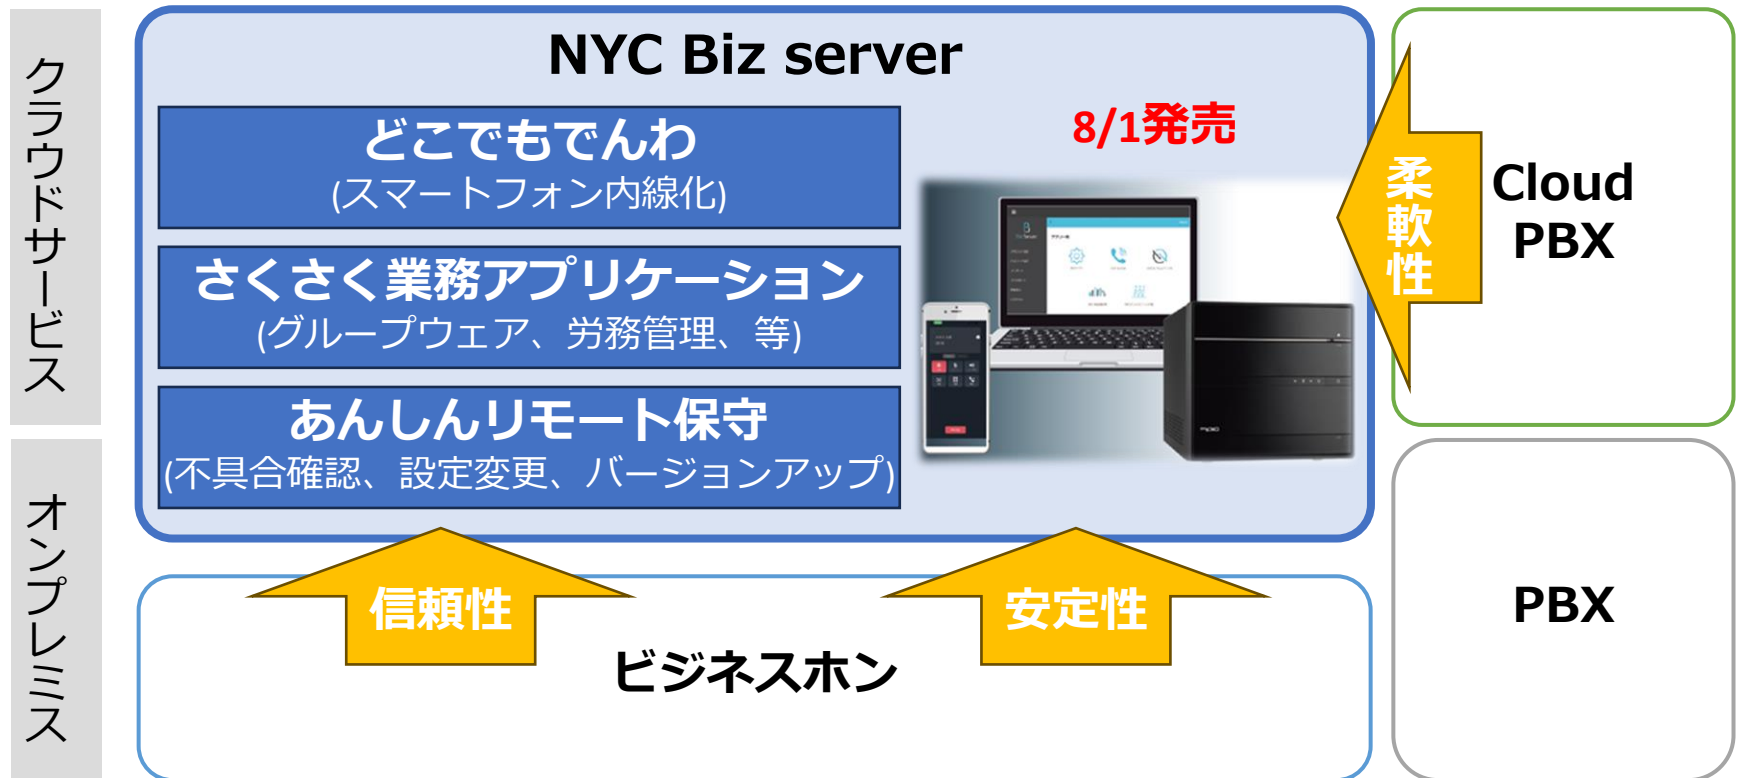 クラウドサービス
NYC Biz server
どこでもでんわ
(スマートフォン内線化)
8/1発売
さくさく業務アプリケーション
(グループウェア、労務管理、等)
あんしんリモート保守
(不具合確認、設定変更、バージョンアップ)
柔軟性
Cloud
PBX
オンプレミス
信頼性
安定性
ビジネスホン
PBX